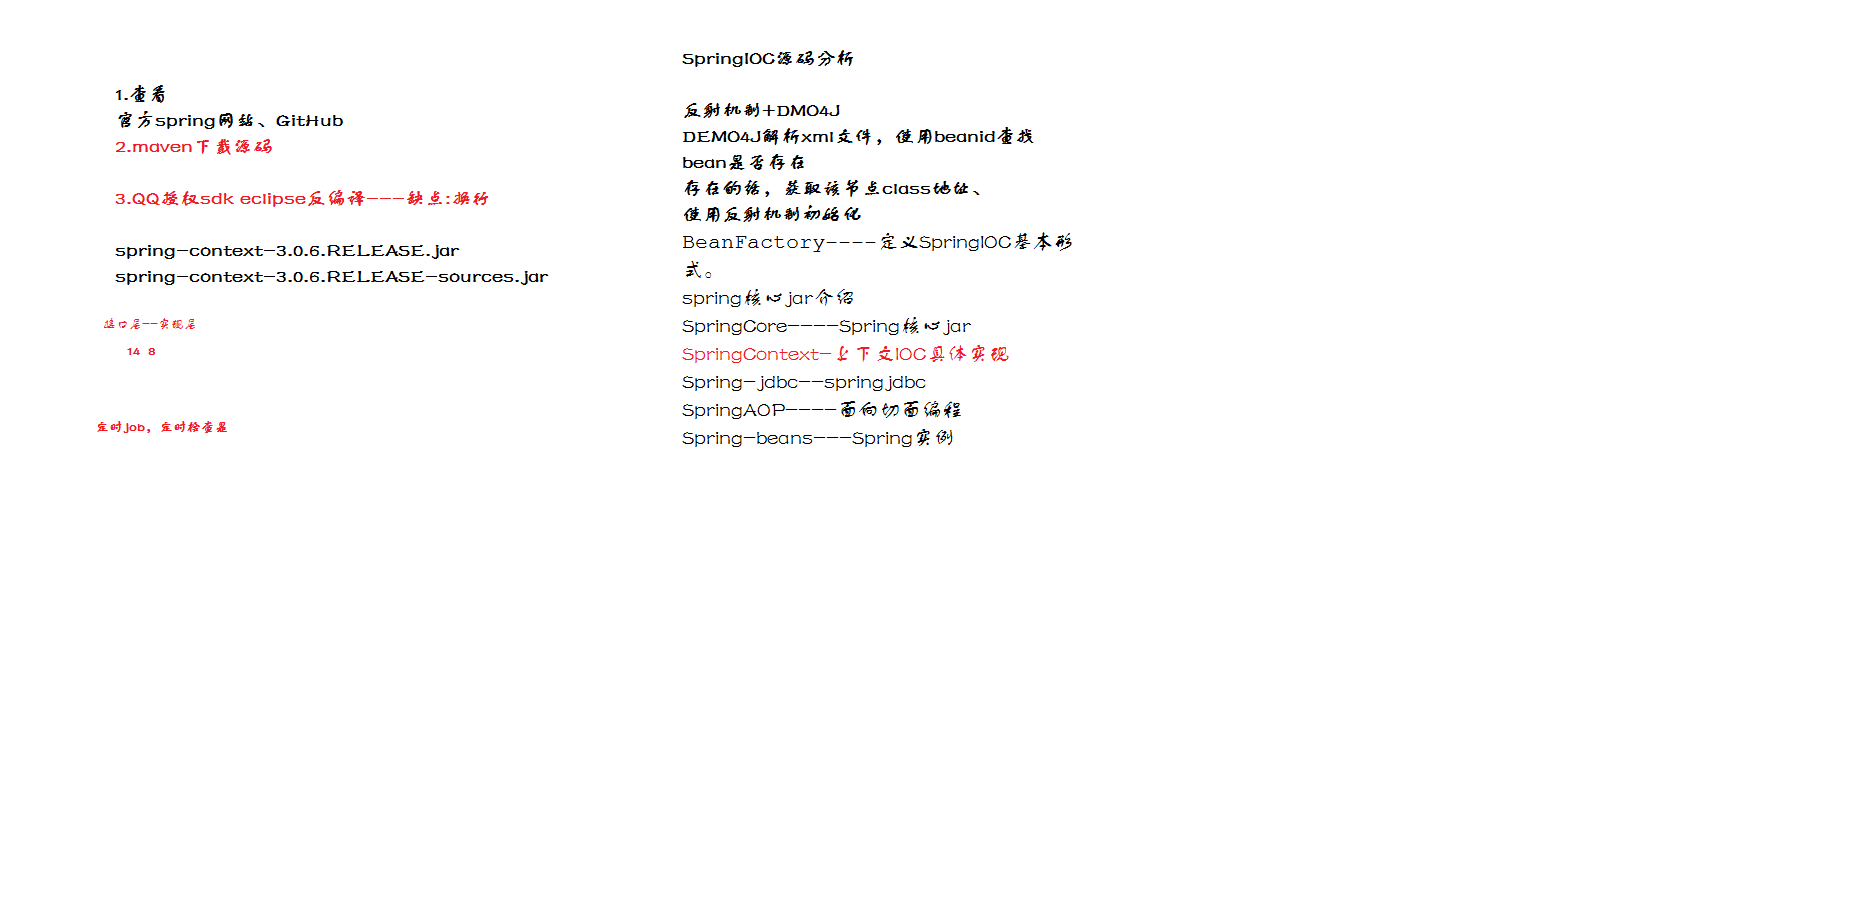 1.查看
官方spring网站、GitHub
2.maven下载源码
3.QQ授权sdk eclipse反编译---缺点:换行
spring-context-3.0.6.RELEASE.jar
spring-context-3.0.6.RELEASE-sources.jar
接口层--实现层
14 8
定时job，定时检查是
SpringIOC源码分析
反射机制+DMO4J
DEMO4J解析xml文件，使用beanid查找
bean是否存在
存在的话，获取该节点class地址、
使用反射机制初始化
BeanFactory----定义SpringIOC基本形
式。
spring核心jar介绍
SpringCore----Spring核心jar
SpringContext-上下文IOC具体实现
Spring-jdbc--springjdbc
SpringAOP----面向切面编程
Spring-beans---Spring实例